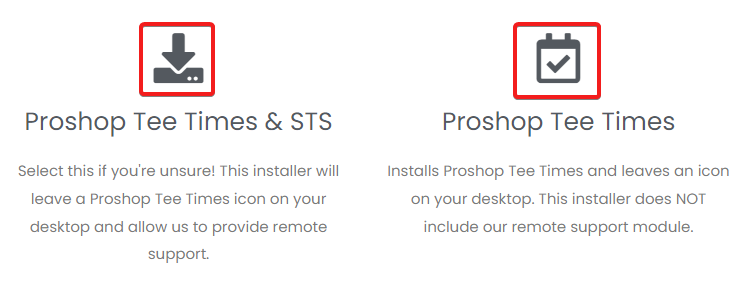 Proshop Tee Times & STS
Select this if you're unsure! This installer will
leave a Proshop Tee Times icon on your
desktop and allow us to provide remote
support.
Proshop Tee Times
Installs Proshop Tee Times and leaves an icon
on your desktop. This installer does NOT
include our remote support module.